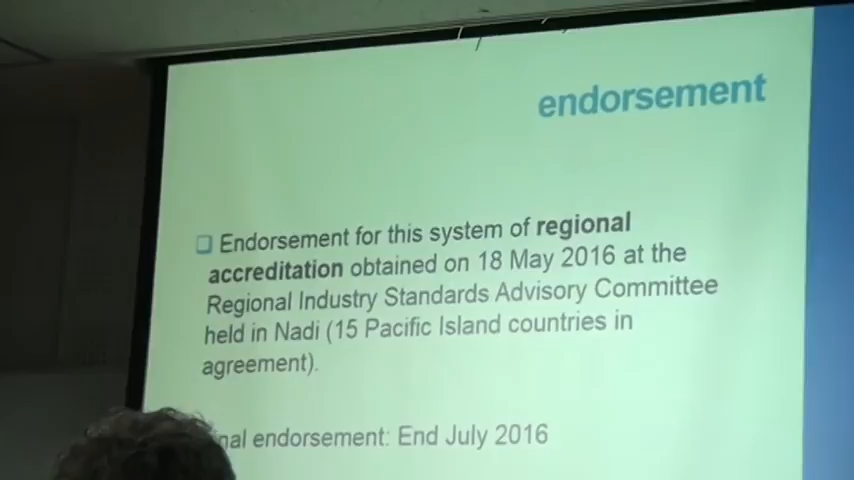 endorsement
Endorsement for this system of regional
accreditation obtained on 18 May 2016 at the
Regional Industry Standards Advisory Committee
held in Nadi (15 Pacific Island countries in
agreement).
endorsement: End July 2016